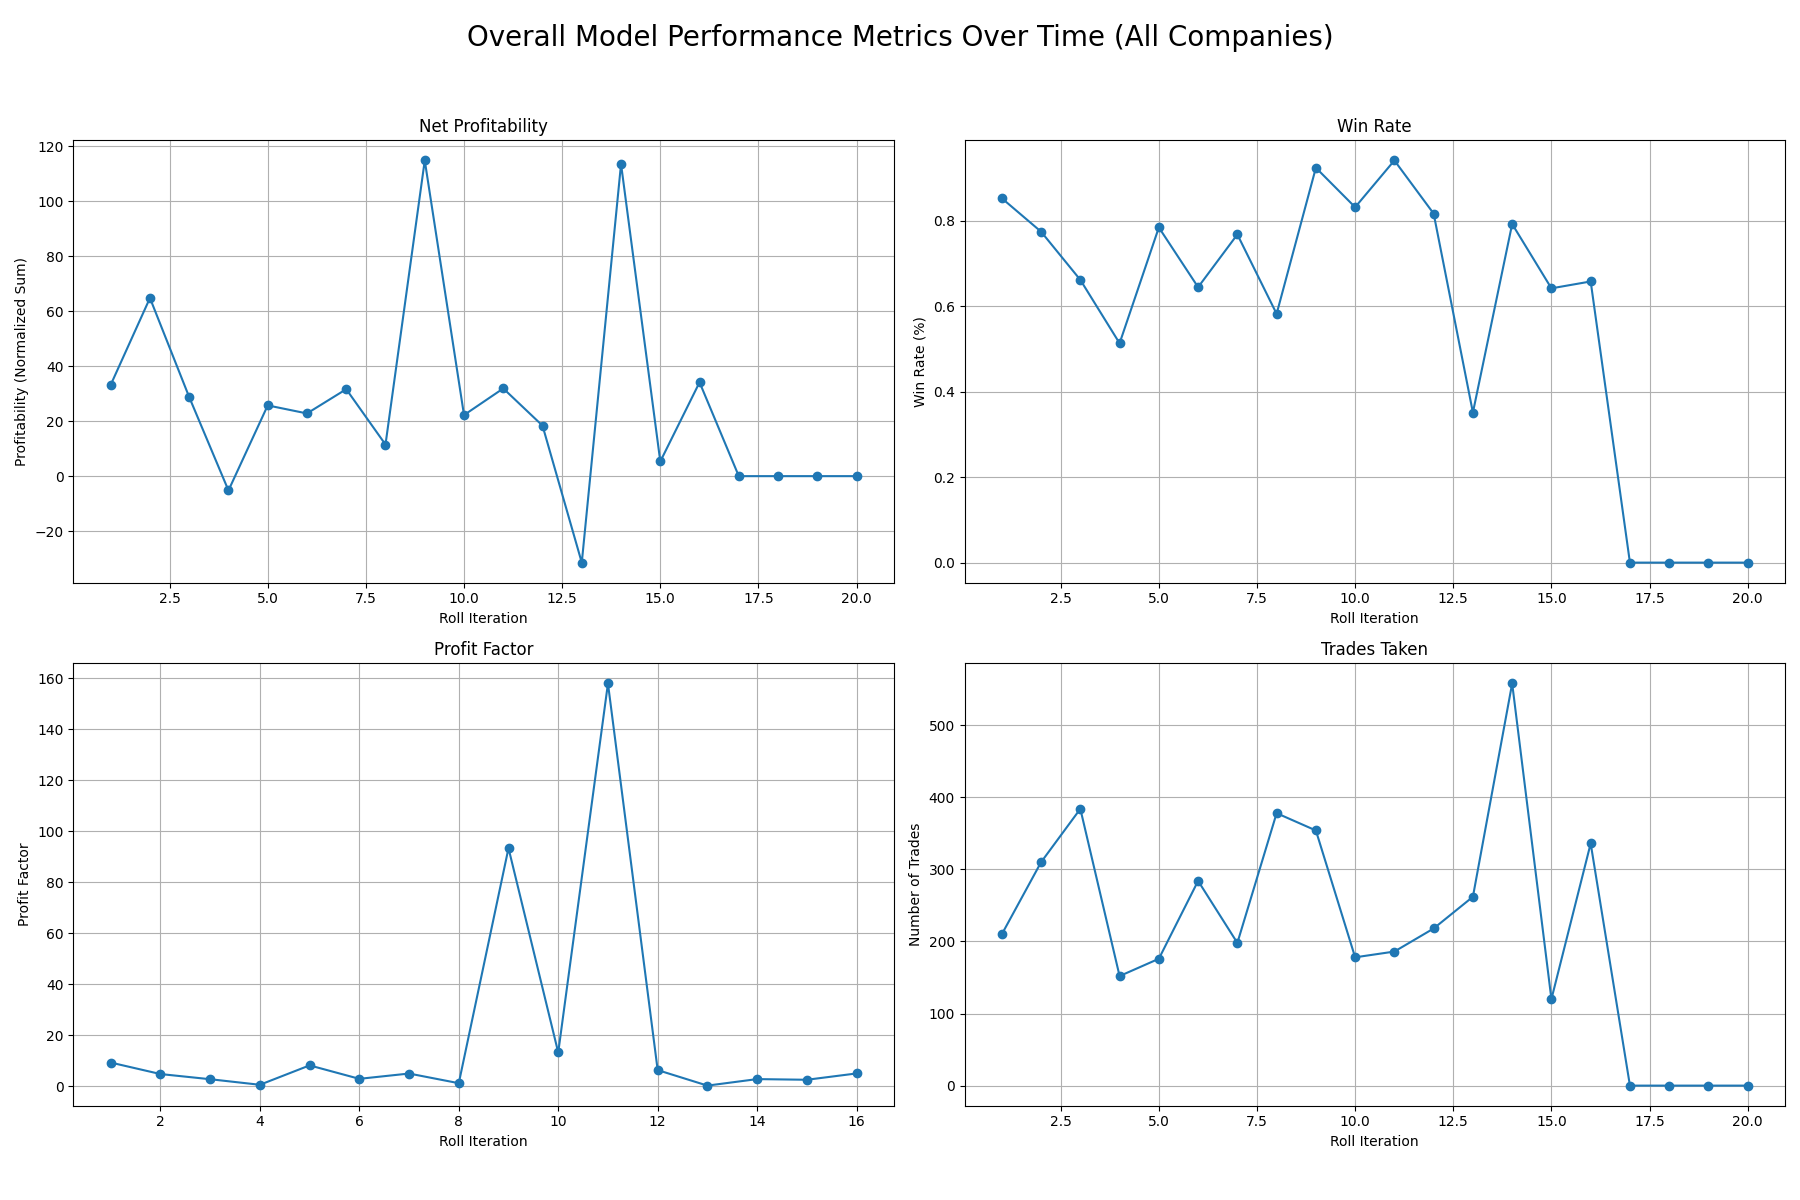 Overall Model Performance Metrics Over Time (All Companies)
Net Profitability
Profitability (Normalized Sum)
120
100
80
60
40
20
0
−20
2.5 5.0 7.5 10.0 12.5 15.0 17.5 20.0
Roll Iteration
Win Rate
Win Rate (%)
0.8
0.6
0.4
0.2
0.0
2.5 5.0 7.5 10.0 12.5 15.0 17.5 20.0
Roll Iteration
Profit Factor
Profit Factor
160
140
120
100
80
60
40
20
0
2 4 6 8 10 12 14 16
Roll Iteration
Trades Taken
Number of Trades
500
400
300
200
100
0
2.5 5.0 7.5 10.0 12.5 15.0 17.5 20.0
Roll Iteration